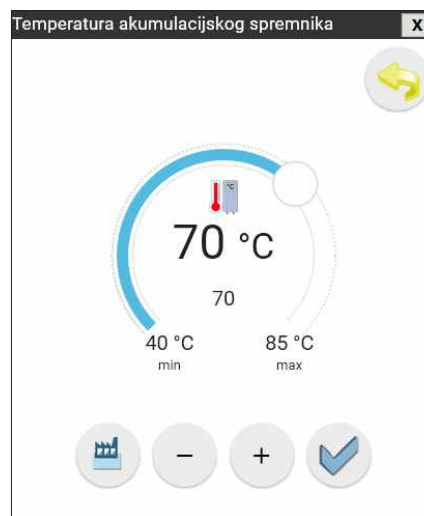 Temperatura akumulacijskog spremnika X
°C
70 °C
70
40 °C 85 °C
min max
− +